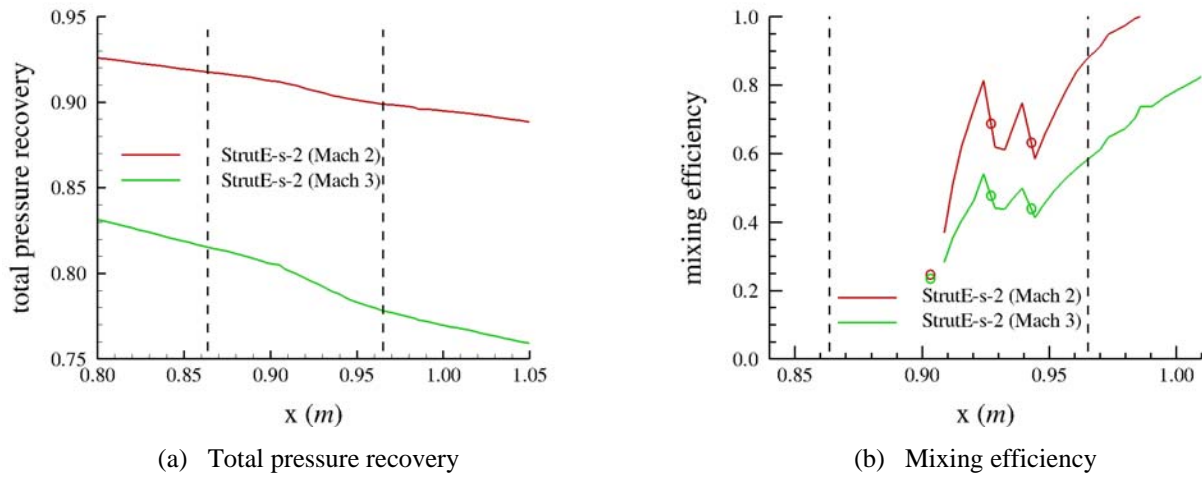 total pressure recovery
0.95
0.90
0.85
0.80
0.75
StrutE-s-2 (Mach 2)
StrutE-s-2 (Mach 3)
0.80
0.85
0.90
0.95
1.00
1.05
x (m)
(a) Total pressure recovery
mixing efficiency
1.0
0.8
0.6
0.4
0.2
0.0
StrutE-s-2 (Mach 2)
StrutE-s-2 (Mach 3)
0.85
0.90
0.95
1.00
x (m)
(b) Mixing efficiency